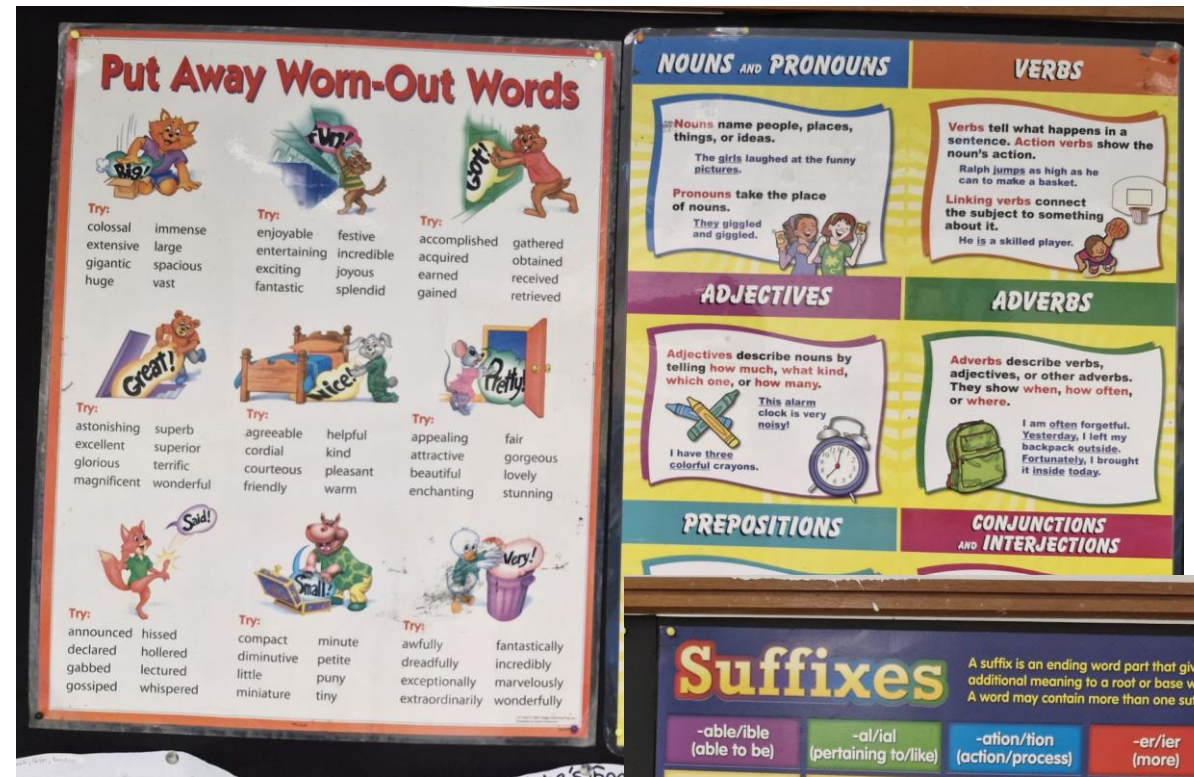 Put Away Worn-Out Words
Big!
Try:
colossal immense
extensive large
gigantic spacious
huge vast
Fun!
Try:
enjoyable festive
entertaining incredible
exciting joyous
fantastic splendid
Got!
Try:
accomplished gathered
acquired obtained
earned received
gained retrieved
Great!
Try:
astonishing superb
excellent superior
glorious terrific
magnificent wonderful
Nice!
Try:
agreeable helpful
cordial kind
courteous pleasant
friendly warm
Pretty!
Try:
appealing fair
attractive gorgeous
beautiful lovely
enchanting stunning
Said!
Try:
announced hissed
declared hollered
gabbed lectured
gossiped whispered
Small!
Try:
compact minute
diminutive petite
little puny
miniature tiny
Very!
Try:
awfully fantastically
dreadfully incredibly
exceptionally marvelously
extraordinarily wonderfully
NOUNS AND PRONOUNS
Nouns name people, places,
things, or ideas.
The girls laughed at the funny
pictures.
Pronouns take the place
of nouns.
They giggled
and giggled.
VERBS
Verbs tell what happens in a
sentence. Action verbs show the
noun's action.
Ralph jumps as high as he
can to make a basket.
Linking verbs connect
the subject to something
about it.
He is a skilled player.
ADJECTIVES
Adjectives describe nouns by
telling how much, what kind,
which one, or how many.
This alarm
clock is very
noisy!
I have three
colorful crayons.
ADVERBS
Adverbs describe verbs,
adjectives, or other adverbs.
They show when, how often,
or where.
I am often forgetful.
Yesterday, I left my
backpack outside.
Fortunately, I brought
it inside today.
PREPOSITIONS
CONJUNCTIONS
AND INTERJECTIONS
Suffixes
A suffix is an ending word part that giv
additional meaning to a root or base w
A word may contain more than one suf
-able/ible
(able to be)
-al/ial
(pertaining to/like)
-ation/tion
(action/process)
-er/ier
(more)